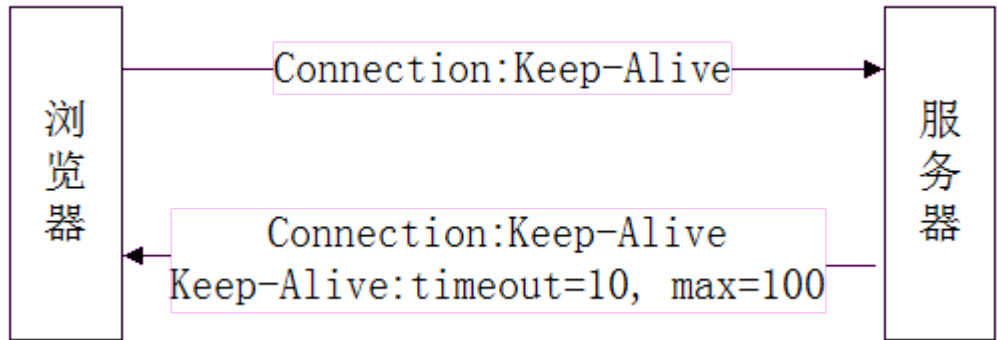 浏览器
Connection:Keep-Alive
服务器
Connection:Keep-Alive
Keep-Alive:timeout=10, max=100